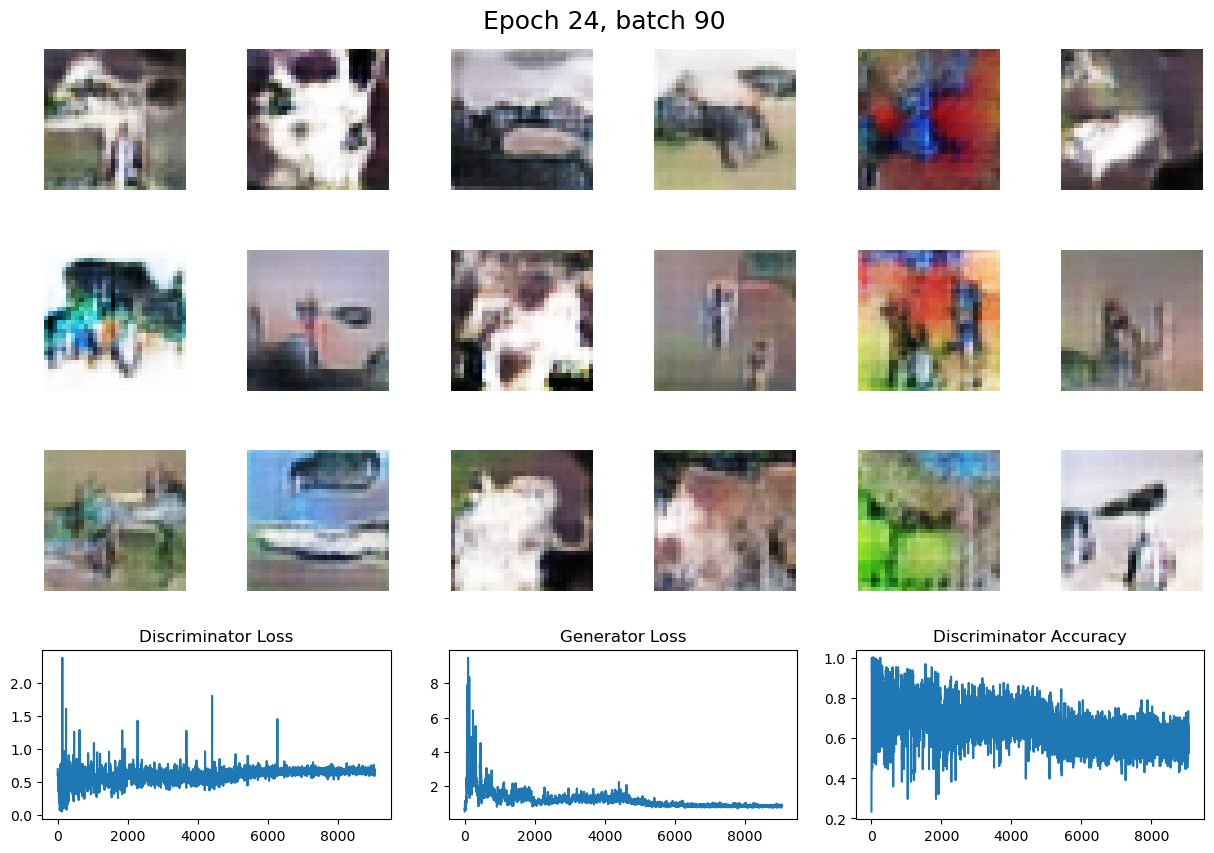 Epoch 24, batch 90
Discriminator Loss
Generator Loss
Discriminator Accuracy
2.0
1.5
1.0
0.5
0.0
0 2000 4000 6000 8000
8
6
4
2
0 2000 4000 6000 8000
1.0
0.8
0.6
0.4
0.2
0 2000 4000 6000 8000